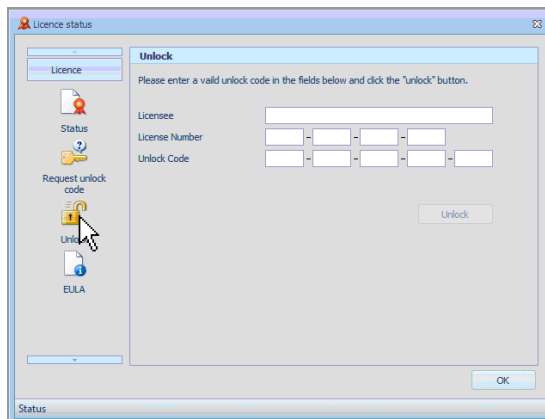 Licence status
Licence
Status
Request unlock
code
Unlock
EULA
Unlock
Please enter a vaild unlock code in the fields below and click the "unlock" button.
Licensee
License Number
- - -
Unlock Code
- - - -
Unlock
OK
Status